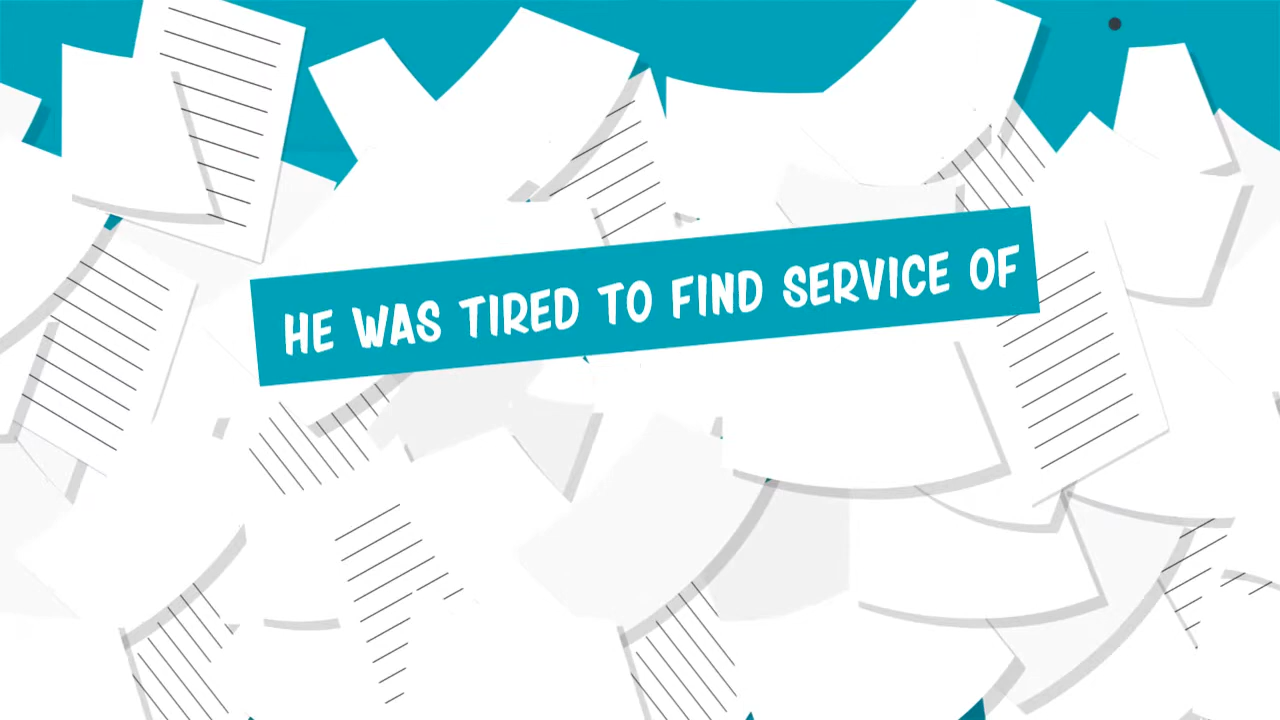 HE WAS TIRED TO FIND SERVICE OF